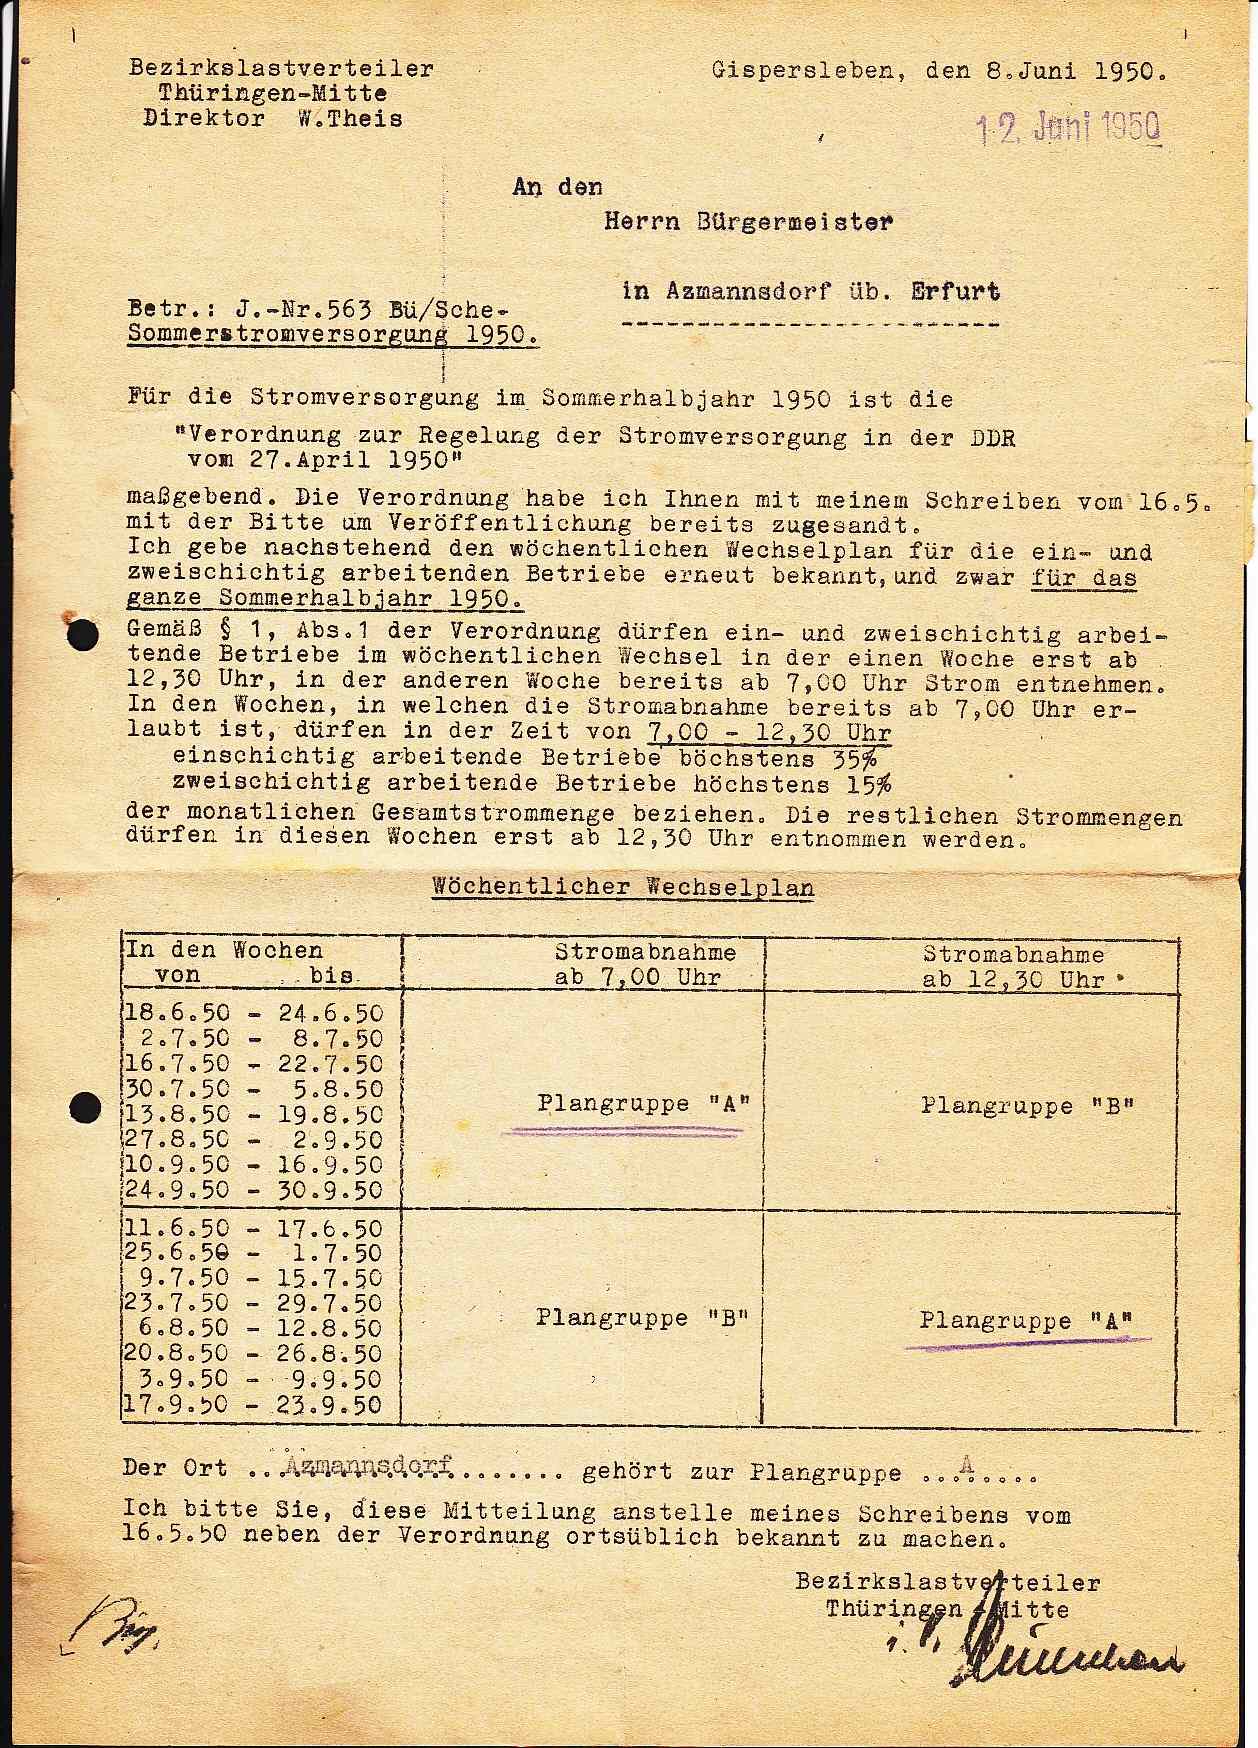 Bezirkslastverteiler
Thüringen-Mitte
Direktor W.Theis
Gispersleben, den 8.Juni 1950.
12. Juni 1950
An den
Herrn Bürgermeister
in Azmannsdorf üb. Erfurt
Betr.: J.-Nr.563 Bü/Sche-
Sommerstromversorgung 1950.
Für die Stromversorgung im Sommerhalbjahr 1950 ist die
"Verordnung zur Regelung der Stromversorgung in der DDR
vom 27.April 1950"
maßgebend. Die Verordnung habe ich Ihnen mit meinem Schreiben vom 16.5.
mit der Bitte um Veröffentlichung bereits zugesandt.
Ich gebe nachstehend den wöchentlichen Wechselplan für die ein- und
zweischichtig arbeitenden Betriebe erneut bekannt,und zwar für das
ganze Sommerhalbjahr 1950.
Gemäß § 1, Abs.1 der Verordnung dürfen ein- und zweischichtig arbei-
tende Betriebe im wöchentlichen Wechsel in der einen Woche erst ab
12,30 Uhr, in der anderen Woche bereits ab 7,00 Uhr Strom entnehmen.
In den Wochen, in welchen die Stromabnahme bereits ab 7,00 Uhr er-
laubt ist, dürfen in der Zeit von 7,00 - 12,30 Uhr
einschichtig arbeitende Betriebe böchstens 35%
zweischichtig arbeitende Betriebe höchstens 15%
der monatlichen Gesamtstrommenge beziehen. Die restlichen Strommengen
dürfen in diesen Wochen erst ab 12,30 Uhr entnommen werden.
Wöchentlicher Wechselplan
In den Wochen
von bis
Stromabnahme
ab 7,00 Uhr
Stromabnahme
ab 12,30 Uhr
18.6.50 - 24.6.50
2.7.50 - 8.7.50
16.7.50 - 22.7.50
30.7.50 - 5.8.50
13.8.50 - 19.8.50
27.8.50 - 2.9.50
10.9.50 - 16.9.50
24.9.50 - 30.9.50
Plangruppe "A"
Plangruppe "B"
11.6.50 - 17.6.50
25.6.50 - 1.7.50
9.7.50 - 15.7.50
23.7.50 - 29.7.50
6.8.50 - 12.8.50
20.8.50 - 26.8.50
3.9.50 - 9.9.50
17.9.50 - 23.9.50
Plangruppe "B"
Plangruppe "A"
Der Ort ...Azmannsdorf........ gehört zur Plangruppe ...A.....
Ich bitte Sie, diese Mitteilung anstelle meines Schreibens vom
16.5.50 neben der Verordnung ortsüblich bekannt zu machen.
Bezirkslastverteiler
Thüringen-Mitte
i.V.